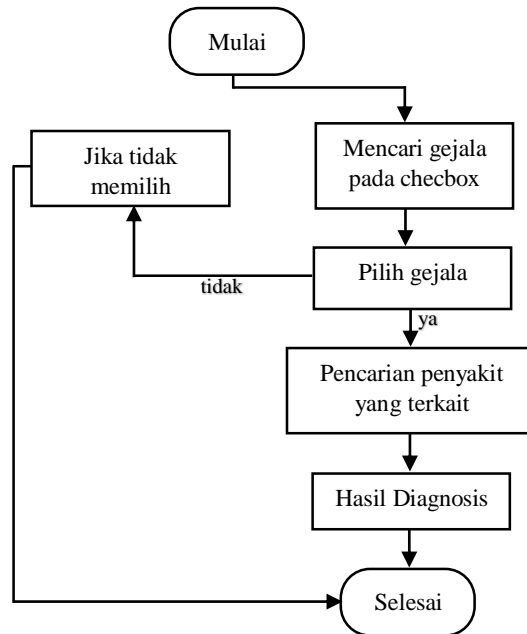 Mulai
Mencari gejala
pada checbox
Jika tidak
memilih
Pilih gejala
tidak
ya
Pencarian penyakit
yang terkait
Hasil Diagnosis
Selesai